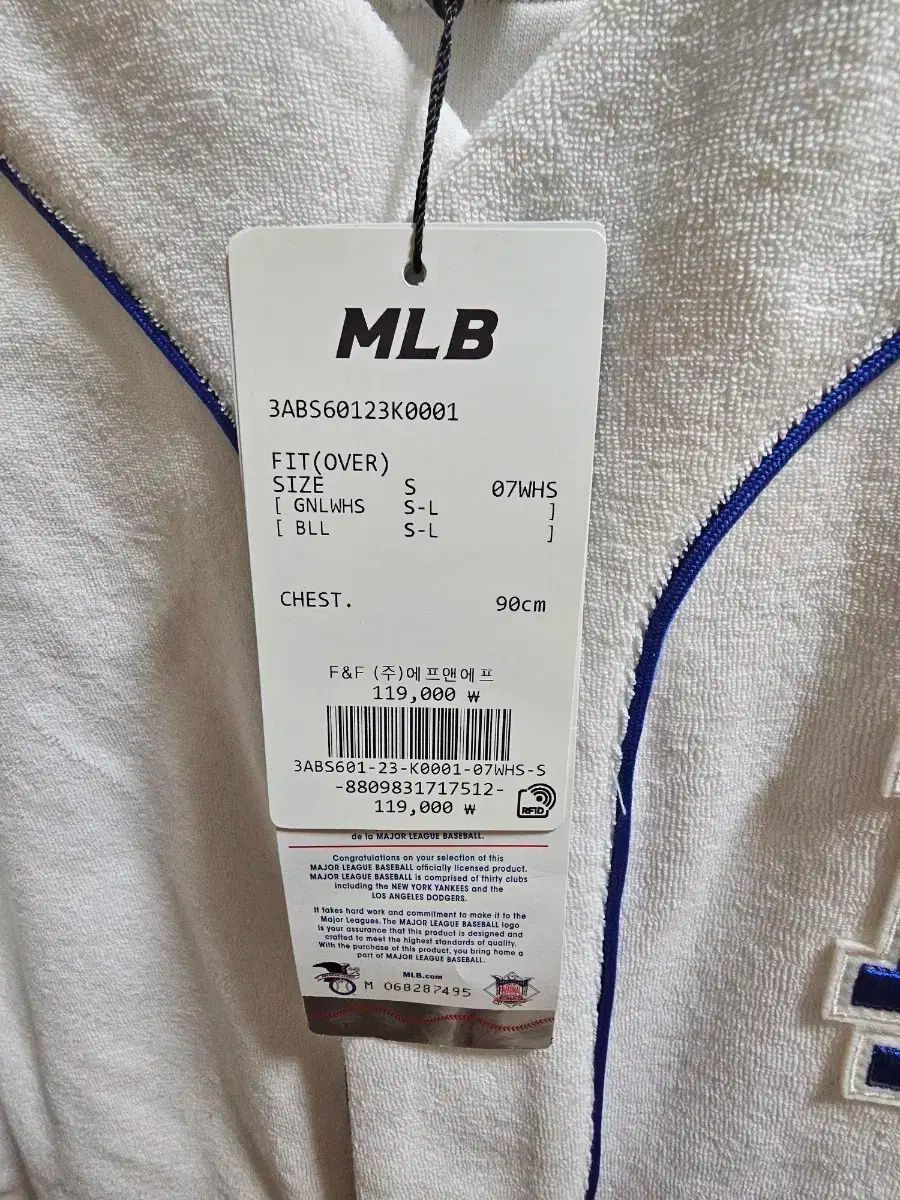 MLB
3ABS60123K0001
FIT(OVER)
SIZE S 07WHS
[ GNLWHS S-L ]
[ BLL S-L ]
CHEST. 90cm
F&F (주)에프앤에프
119,000 ₩
3ABS601-23-K0001-07WHS-S
-8809831717512-
119,000 ₩
RFID
de la MAJOR LEAGUE BASEBALL.
Congratulations on your selection of this
MAJOR LEAGUE BASEBALL officially licensed product.
MAJOR LEAGUE BASEBALL is comprised of thirty clubs
including the NEW YORK YANKEES and the
LOS ANGELES DODGERS.
It takes hard work and commitment to make it to the
Major Leagues. The MAJOR LEAGUE BASEBALL logo
is your assurance that this product is designed and
crafted to meet the highest standards of quality.
With the purchase of this product, you bring home a
part of MAJOR LEAGUE BASEBALL.
MLB.com
M 068287495